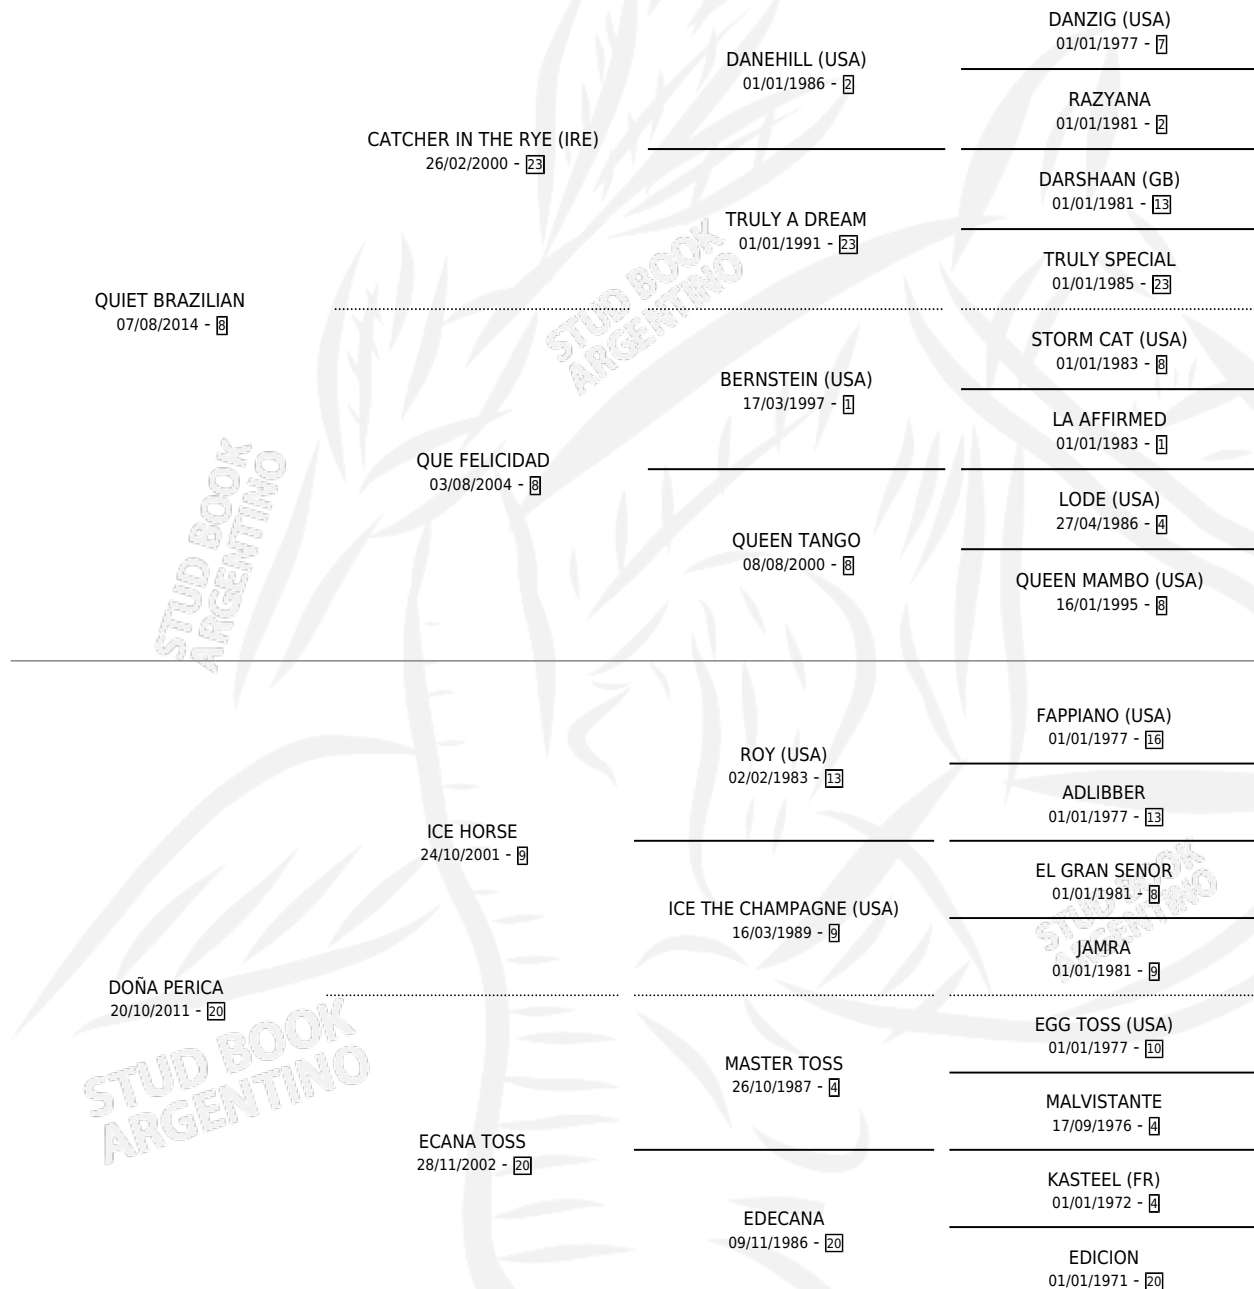 DANZIG (USA)
01/01/1977 - 7
DANEHILL (USA)
01/01/1986 - 2
RAZYANA
01/01/1981 - 2
CATCHER IN THE RYE (IRE)
26/02/2000 - 23
DARSHAAN (GB)
01/01/1981 - 13
TRULY A DREAM
01/01/1991 - 23
TRULY SPECIAL
01/01/1985 - 23
QUIET BRAZILIAN
07/08/2014 - 8
STORM CAT (USA)
01/01/1983 - 8
BERNSTEIN (USA)
17/03/1997 - 1
LA AFFIRMED
01/01/1983 - 1
QUE FELICIDAD
03/08/2004 - 8
LODE (USA)
27/04/1986 - 4
QUEEN TANGO
08/08/2000 - 8
QUEEN MAMBO (USA)
16/01/1995 - 8
FAPPIANO (USA)
01/01/1977 - 16
ROY (USA)
02/02/1983 - 13
ADLIBBER
01/01/1977 - 13
ICE HORSE
24/10/2001 - 9
EL GRAN SENOR
01/01/1981 - 8
ICE THE CHAMPAGNE (USA)
16/03/1989 - 9
JAMRA
01/01/1981 - 9
DOÑA PERICA
20/10/2011 - 20
EGG TOSS (USA)
01/01/1977 - 10
MASTER TOSS
26/10/1987 - 4
MALVISTANTE
17/09/1976 - 4
ECANA TOSS
28/11/2002 - 20
KASTEEL (FR)
01/01/1972 - 4
EDECANA
09/11/1986 - 20
EDICION
01/01/1971 - 20
STUD BOOK
ARGENTINO
STUD BOOK
ARGENTINO
STUD BOOK
ARGENTINO
STUD BOOK
ARGENTINO